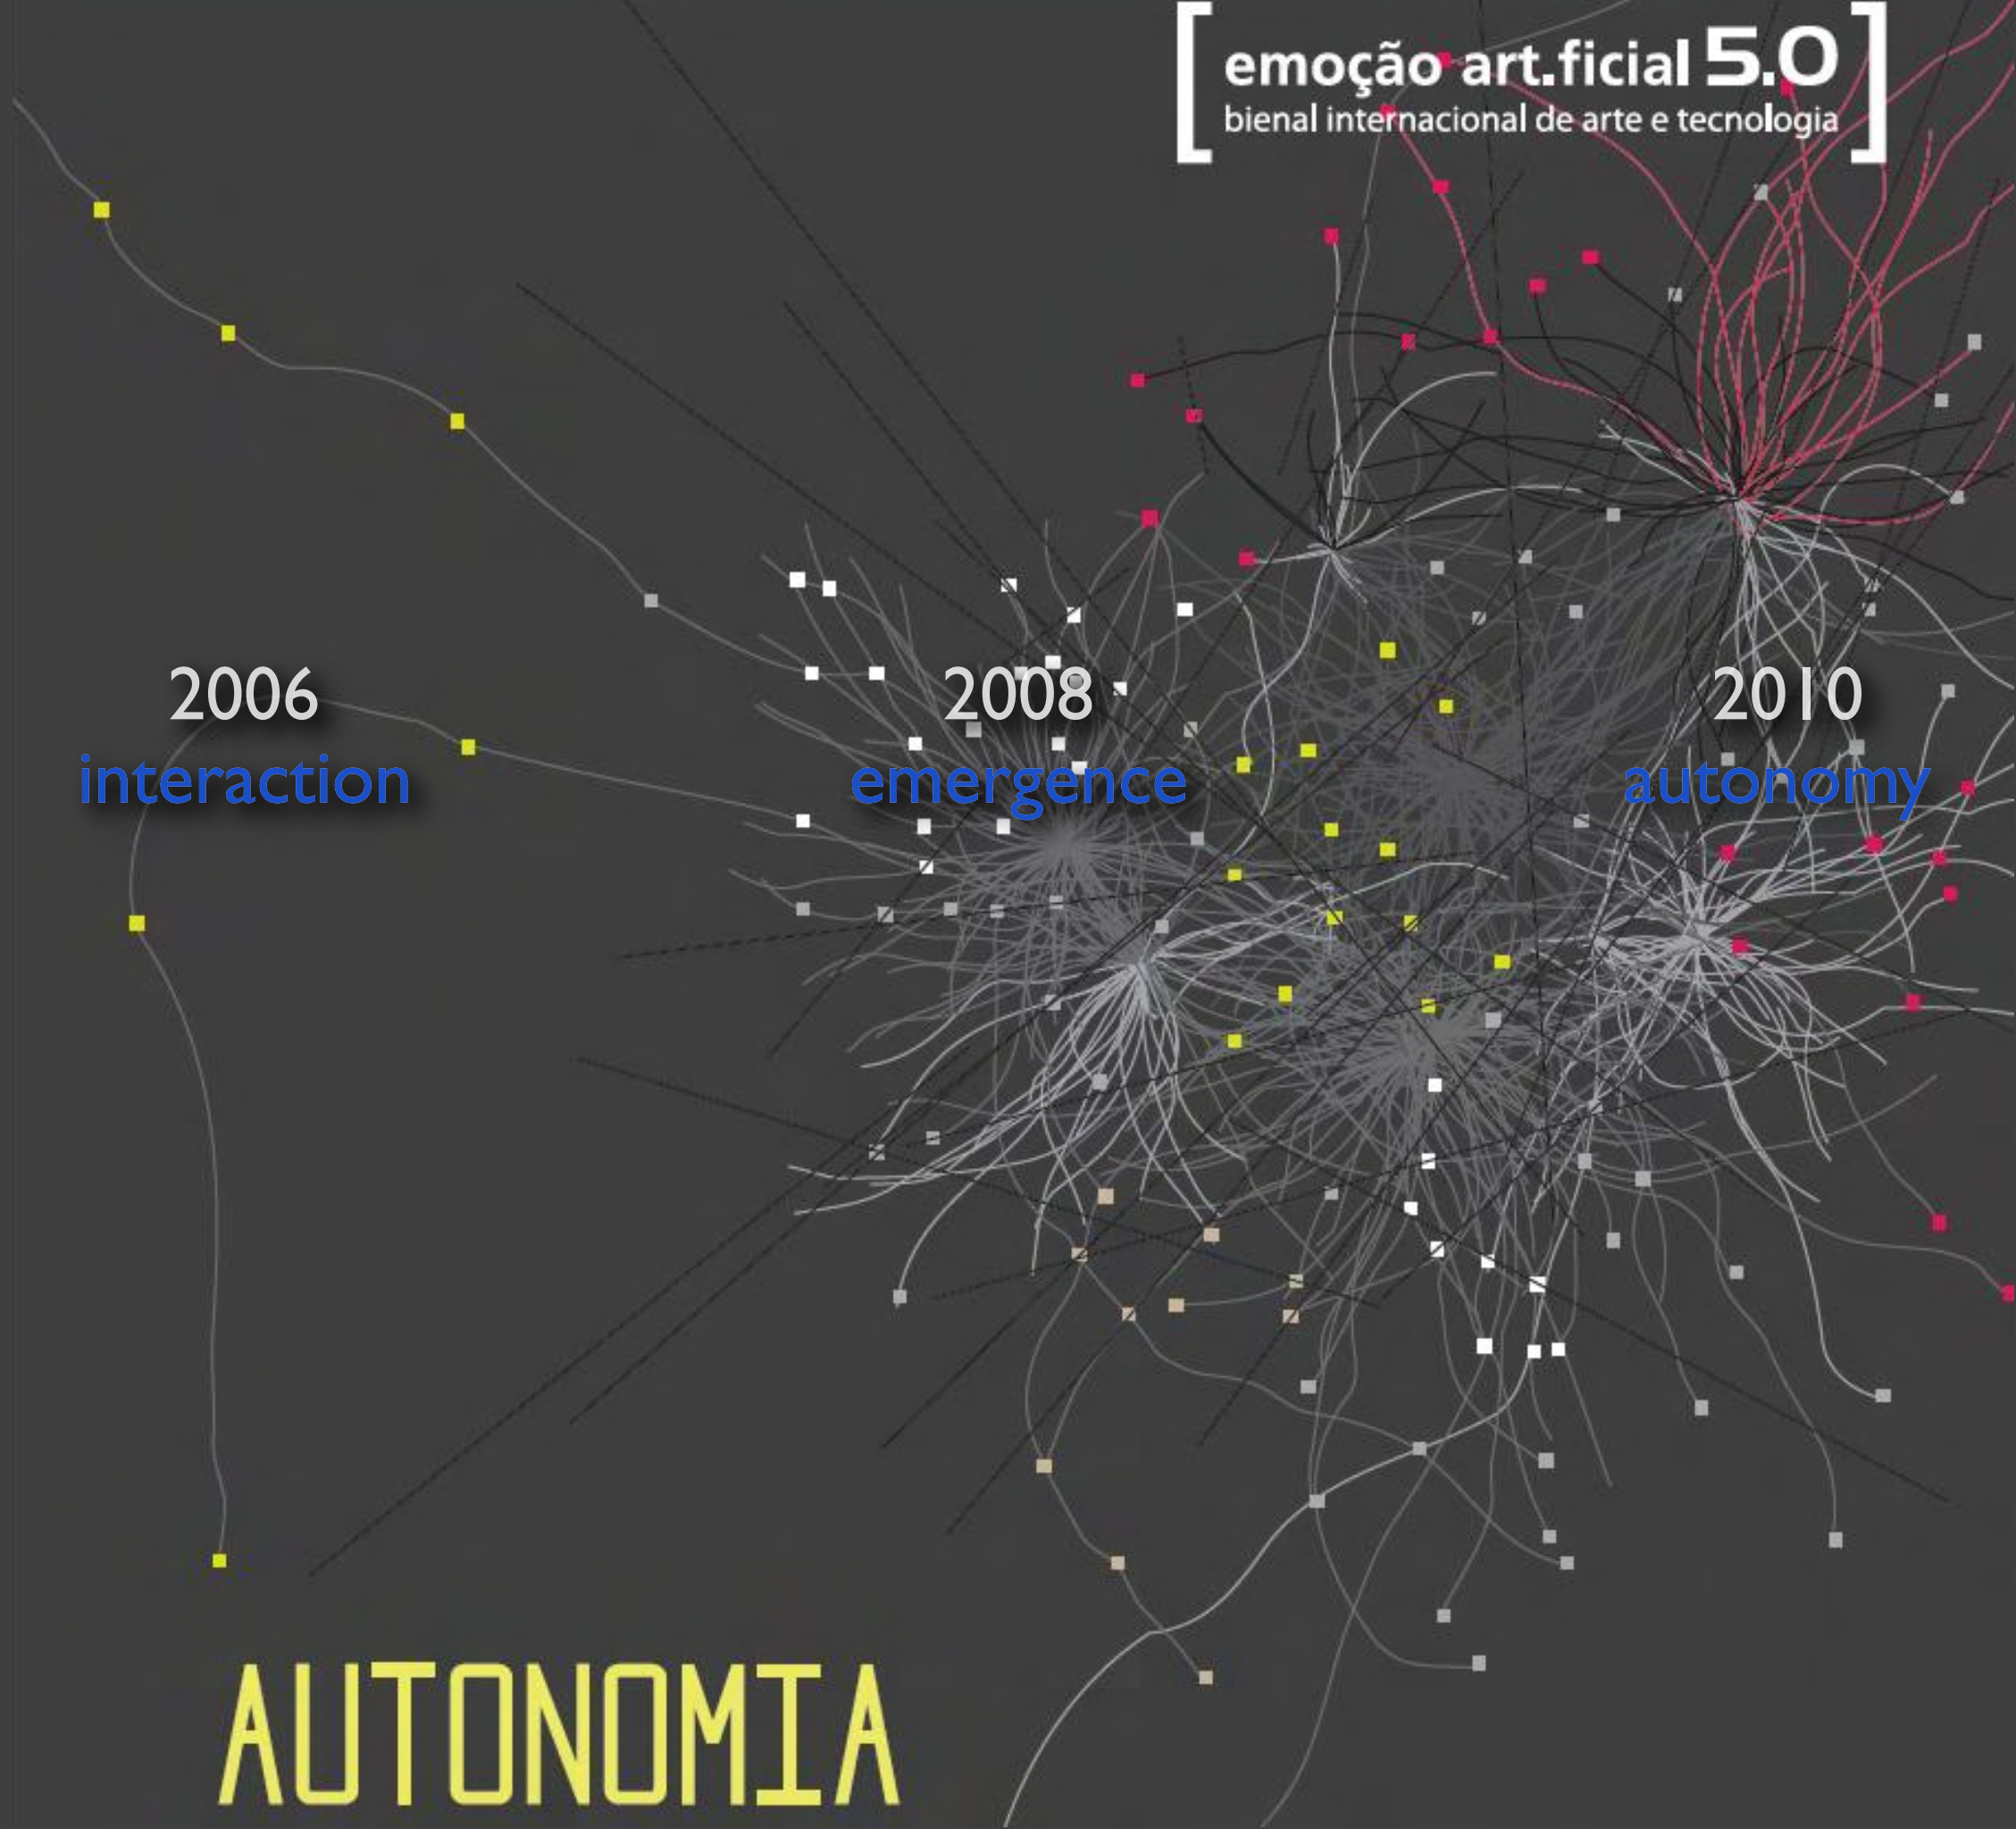 emoção art.ficial 5.0
bienal internacional de arte e tecnologia
2006 2008 2010
interaction emergence autonomy
AUTONOMIA